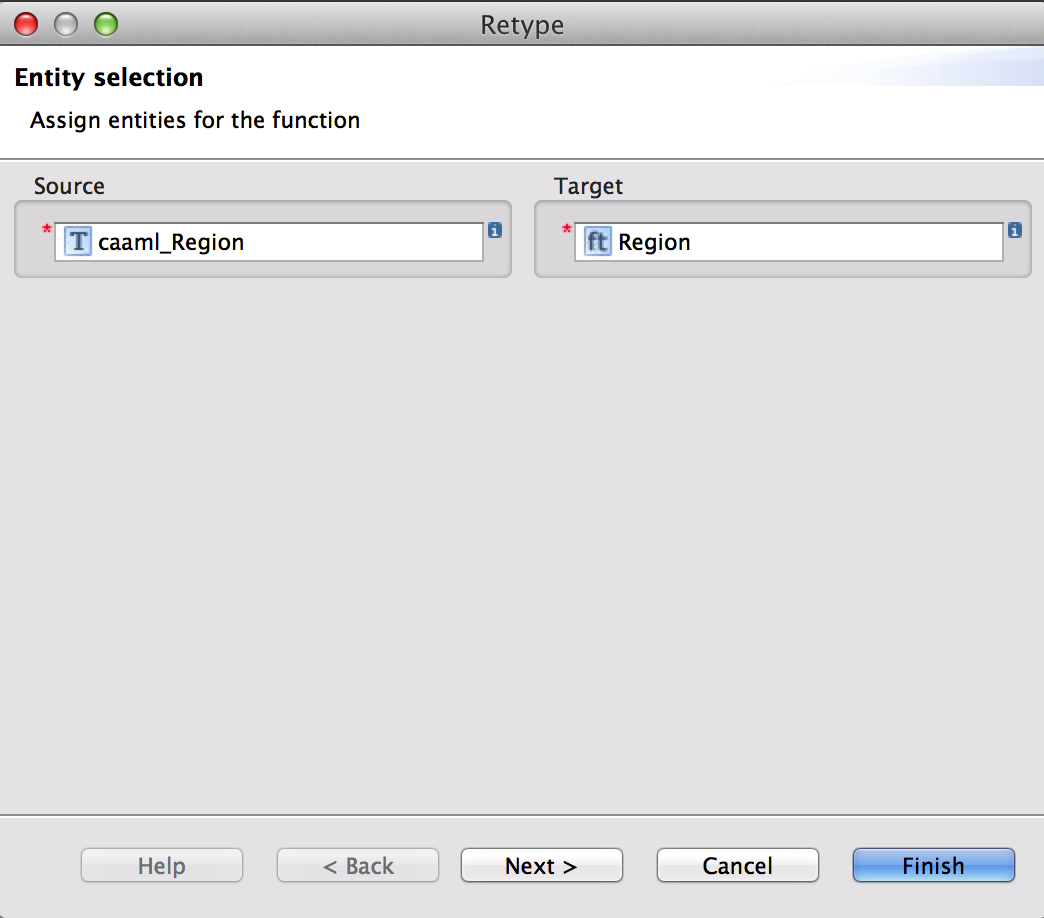 Retype
Entity selection
Assign entities for the function
Source
Target
* T caaml_Region i
* ft Region i
Help
< Back
Next >
Cancel
Finish